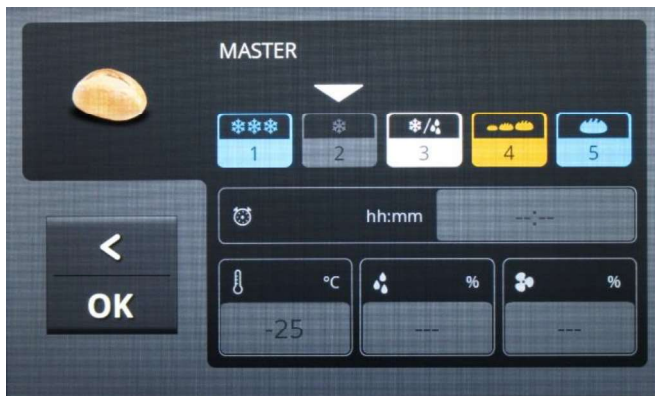 MASTER
1 2 3 4 5
hh:mm --:--
°C % %
-25 --- ---
<
OK